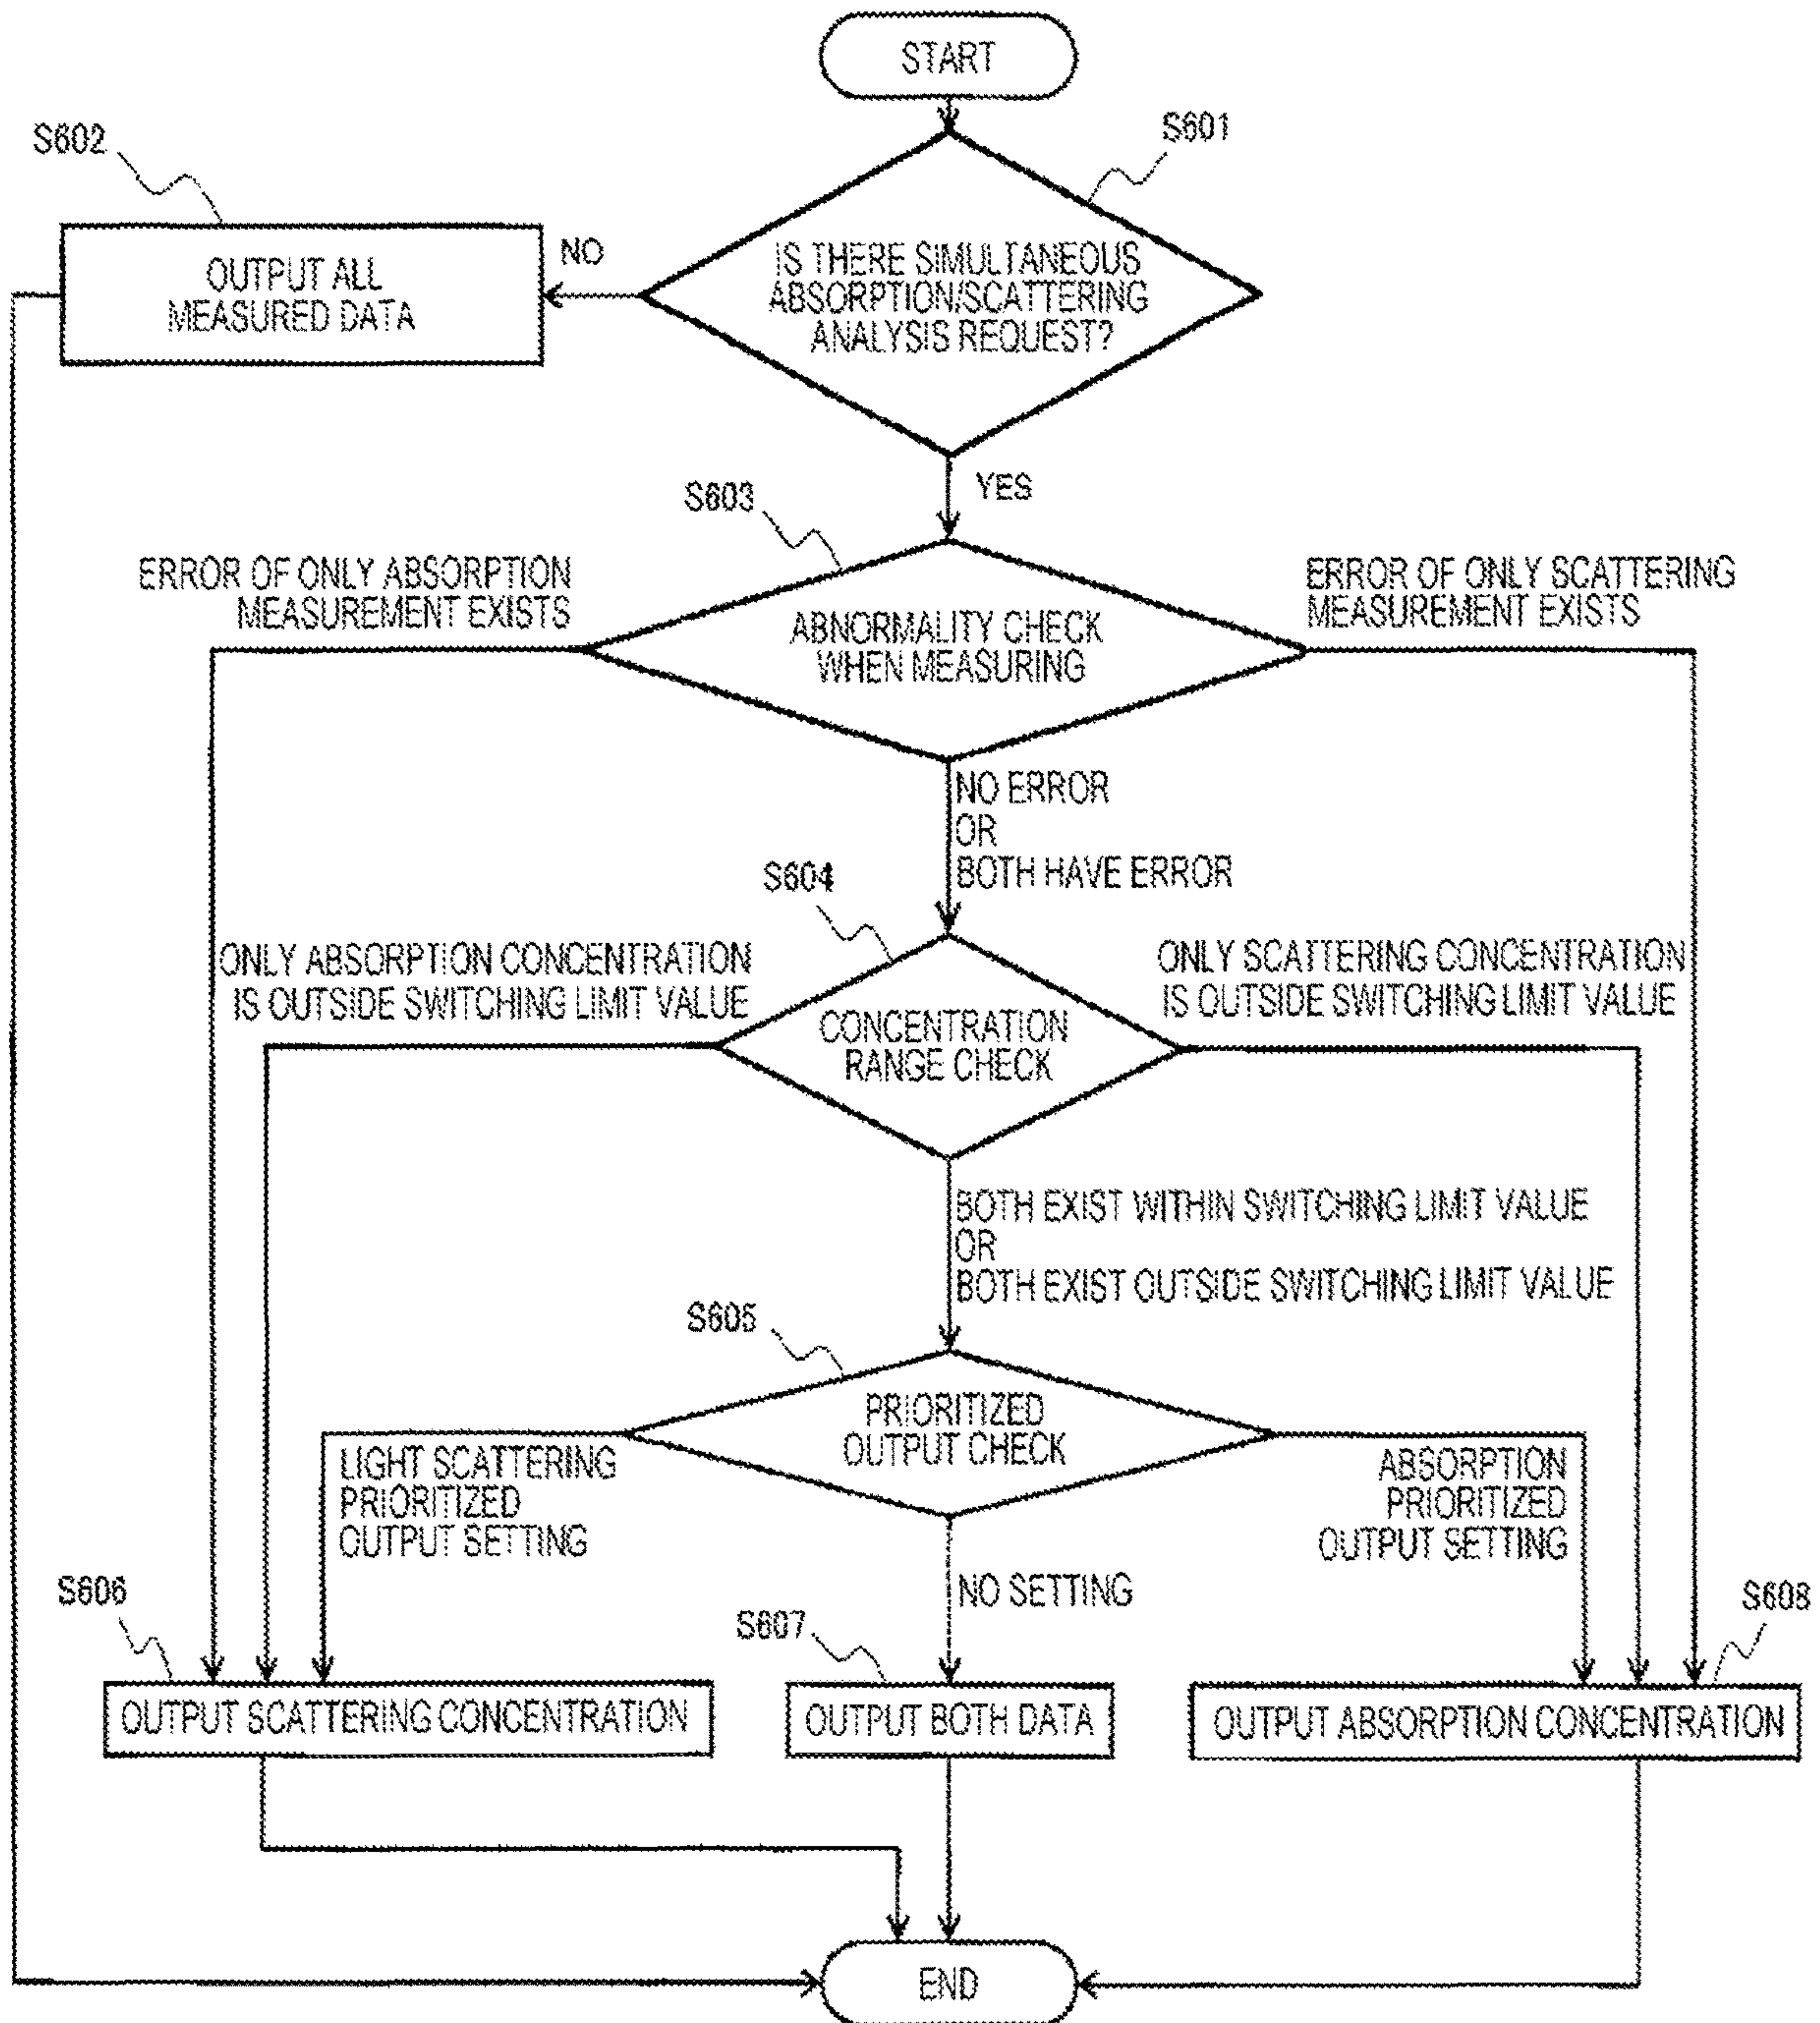 START
S601
S602
IS THERE SIMULTANEOUS
ABSORPTION/SCATTERING
ANALYSIS REQUEST?
NO
OUTPUT ALL
MEASURED DATA
YES
S603
ERROR OF ONLY ABSORPTION
MEASUREMENT EXISTS
ERROR OF ONLY SCATTERING
MEASUREMENT EXISTS
ABNORMALITY CHECK
WHEN MEASURING
NO ERROR
OR
BOTH HAVE ERROR
S604
ONLY ABSORPTION CONCENTRATION
IS OUTSIDE SWITCHING LIMIT VALUE
ONLY SCATTERING CONCENTRATION
IS OUTSIDE SWITCHING LIMIT VALUE
CONCENTRATION
RANGE CHECK
BOTH EXIST WITHIN SWITCHING LIMIT VALUE
OR
BOTH EXIST OUTSIDE SWITCHING LIMIT VALUE
S605
PRIORITIZED
OUTPUT CHECK
LIGHT SCATTERING
PRIORITIZED
OUTPUT SETTING
ABSORPTION
PRIORITIZED
OUTPUT SETTING
NO SETTING
S606
S607
S608
OUTPUT SCATTERING CONCENTRATION
OUTPUT BOTH DATA
OUTPUT ABSORPTION CONCENTRATION
END